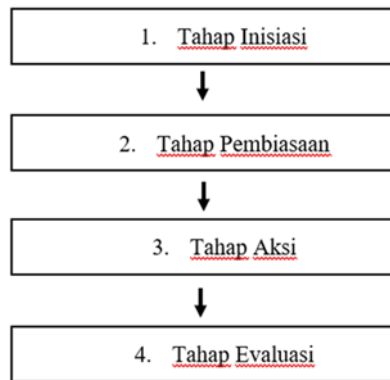 1. Tahap Inisiasi
2. Tahap Pembiasaan
3. Tahap Aksi
4. Tahap Evaluasi